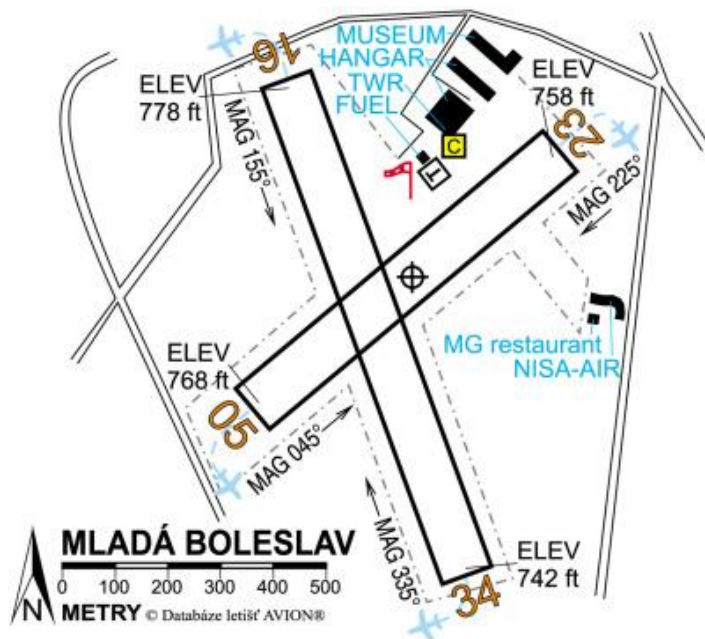 MUSEUM
HANGAR
TWR
FUEL
16
ELEV
778 ft
ELEV
758 ft
23
C
T
MAG 155°
MAG 225°
MG restaurant
NISA-AIR
ELEV
768 ft
05
MAG 045°
MAG 335°
ELEV
742 ft
34
MLADÁ BOLESLAV
0 100 200 300 400 500
N METRY © Databáze letišť AVION®